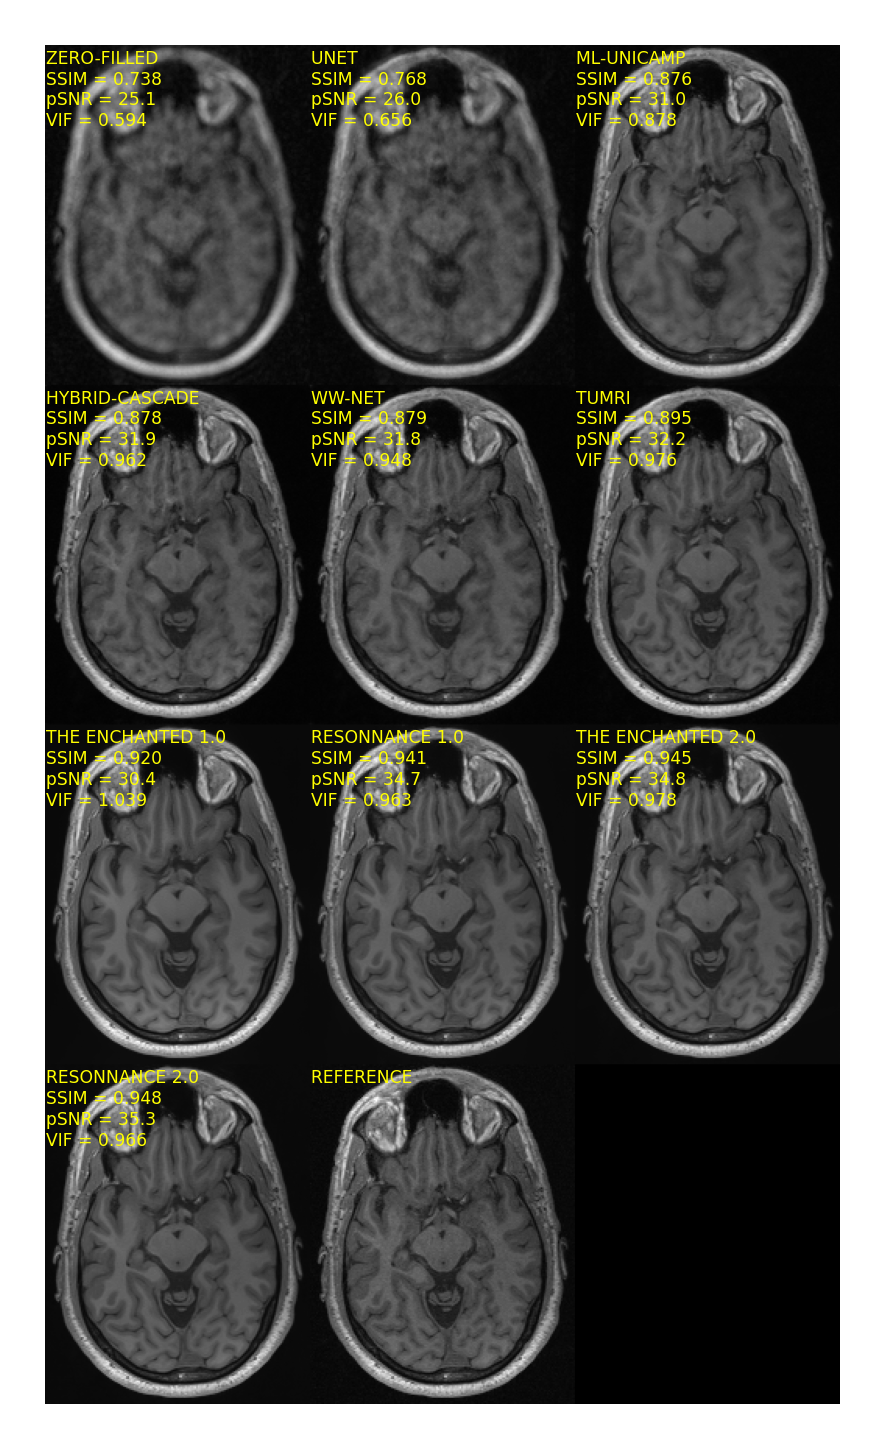 ZERO-FILLED
SSIM = 0.738
pSNR = 25.1
VIF = 0.594
UNET
SSIM = 0.768
pSNR = 26.0
VIF = 0.656
ML-UNICAMP
SSIM = 0.876
pSNR = 31.0
VIF = 0.878
HYBRID-CASCADE
SSIM = 0.878
pSNR = 31.9
VIF = 0.962
WW-NET
SSIM = 0.879
pSNR = 31.8
VIF = 0.948
TUMRI
SSIM = 0.895
pSNR = 32.2
VIF = 0.976
THE ENCHANTED 1.0
SSIM = 0.920
pSNR = 30.4
VIF = 1.039
RESONNANCE 1.0
SSIM = 0.941
pSNR = 34.7
VIF = 0.963
THE ENCHANTED 2.0
SSIM = 0.945
pSNR = 34.8
VIF = 0.978
RESONNANCE 2.0
SSIM = 0.948
pSNR = 35.3
VIF = 0.966
REFERENCE